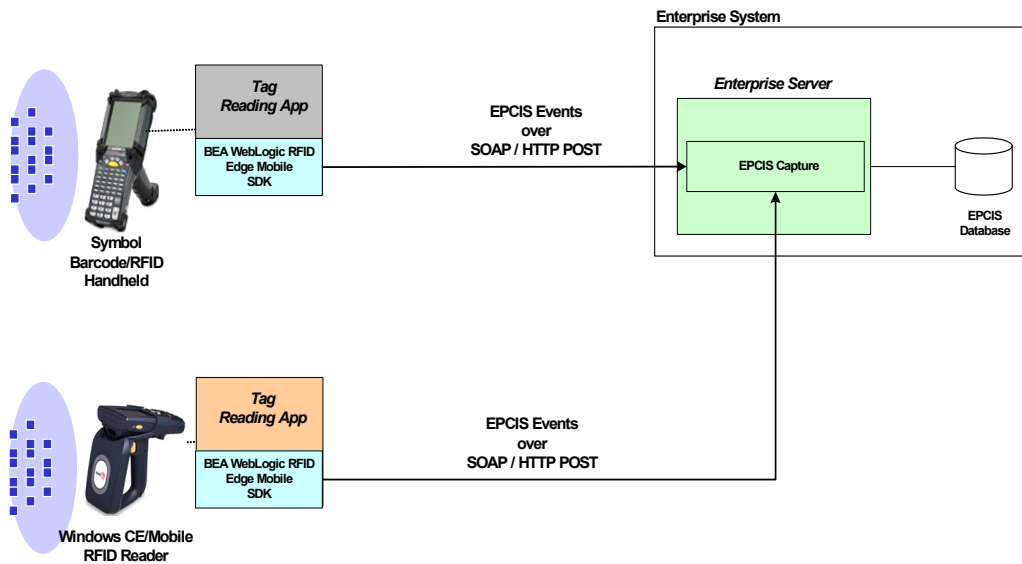 Enterprise System
Tag
Reading App
BEA WebLogic RFID
Edge Mobile
SDK
EPCIS Events
over
SOAP / HTTP POST
Enterprise Server
EPCIS Capture
EPCIS
Database
Symbol
Barcode/RFID
Handheld
Tag
Reading App
BEA WebLogic RFID
Edge Mobile
SDK
EPCIS Events
over
SOAP / HTTP POST
Windows CE/Mobile
RFID Reader